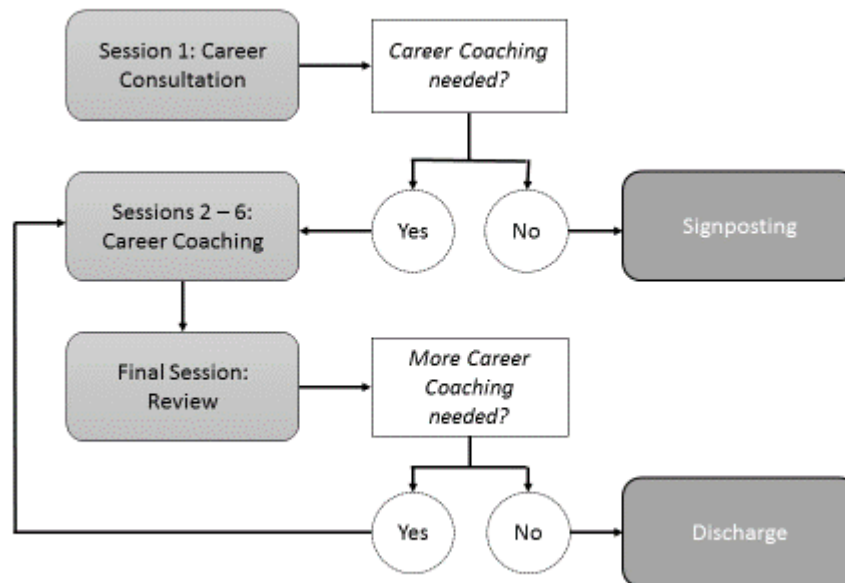 Session 1: Career
Consultation
Career Coaching
needed?
Sessions 2 – 6:
Career Coaching
Yes
No
Signposting
Final Session:
Review
More Career
Coaching
needed?
Yes
No
Discharge